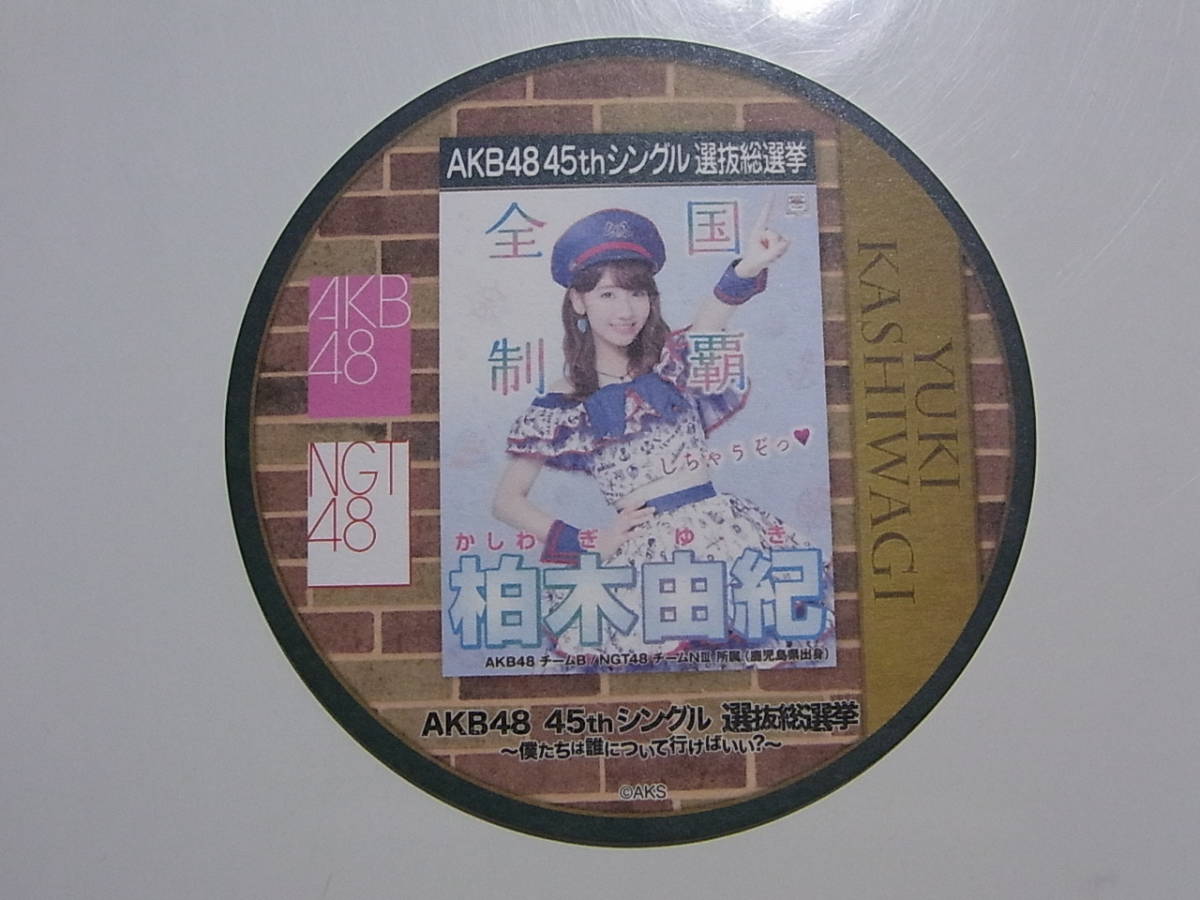 AKB48 45thシングル 選抜総選挙
全国
制覇
しちゃうぞっ♥
かしわぎ ゆき
柏木由紀
AKB48 チームB / NGT48 チームNⅢ 所属 (鹿児島県出身)
AKB
48
NGT
48
YUKI
KASHIWAGI
AKB48 45thシングル 選抜総選挙
～僕たちは誰について行けばいい?～
©AKS